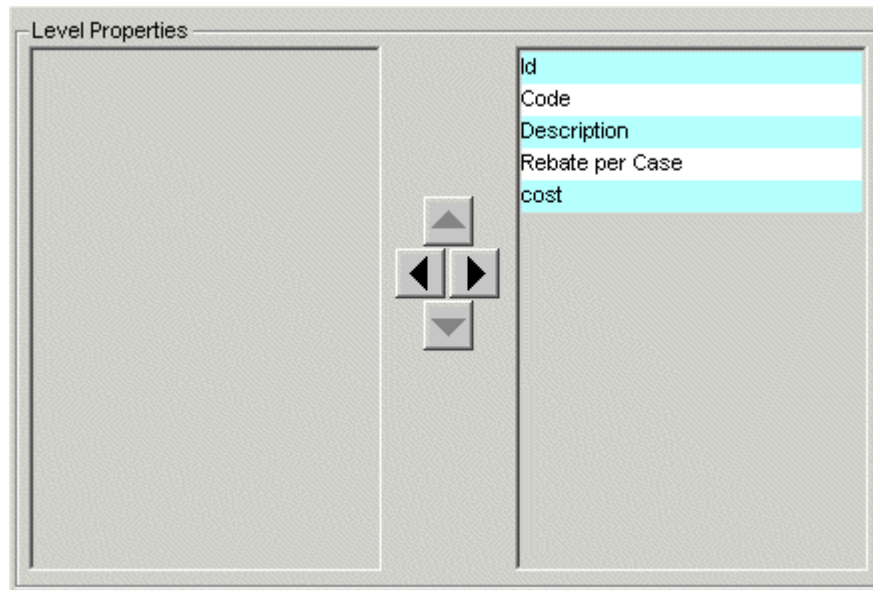 Level Properties
Id
Code
Description
Rebate per Case
cost